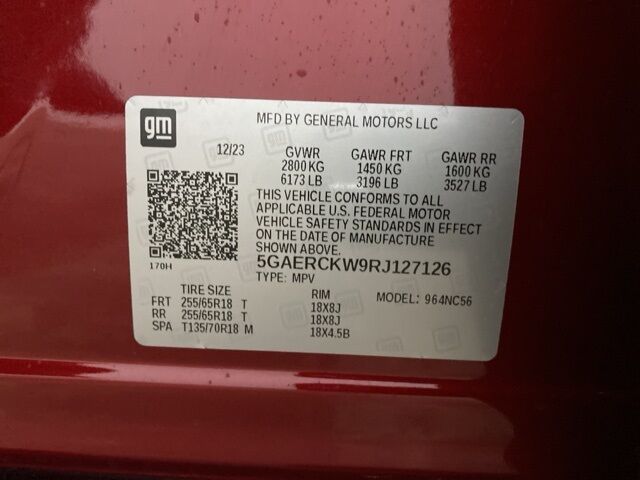 gm
MFD BY GENERAL MOTORS LLC
12/23 GVWR GAWR FRT GAWR RR
2800 KG 1450 KG 1600 KG
6173 LB 3196 LB 3527 LB
THIS VEHICLE CONFORMS TO ALL
APPLICABLE U.S. FEDERAL MOTOR
VEHICLE SAFETY STANDARDS IN EFFECT ON THE DATE OF MANUFACTURE
SHOWN ABOVE.
170H 5GAERCKW9RJ127126
TYPE: MPV
TIRE SIZE RIM MODEL: 964NC56
FRT 255/65R18 T 18X8J
RR 255/65R18 T 18X8J
SPA T135/70R18 M 18X4.5B